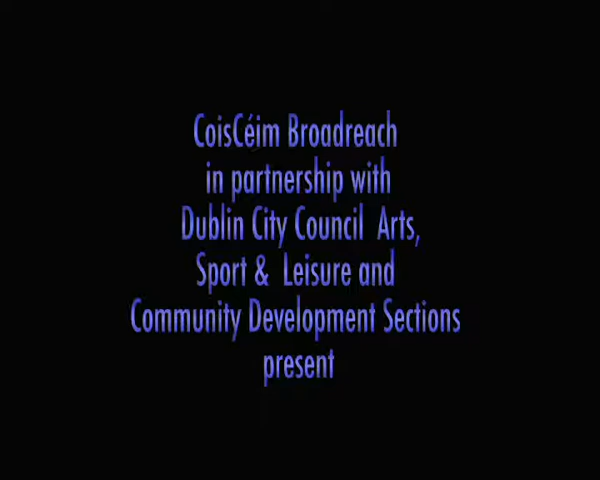 CoisCéim Broadreach
in partnership with
Dublin City Council Arts,
Sport & Leisure and
Community Development Sections
present